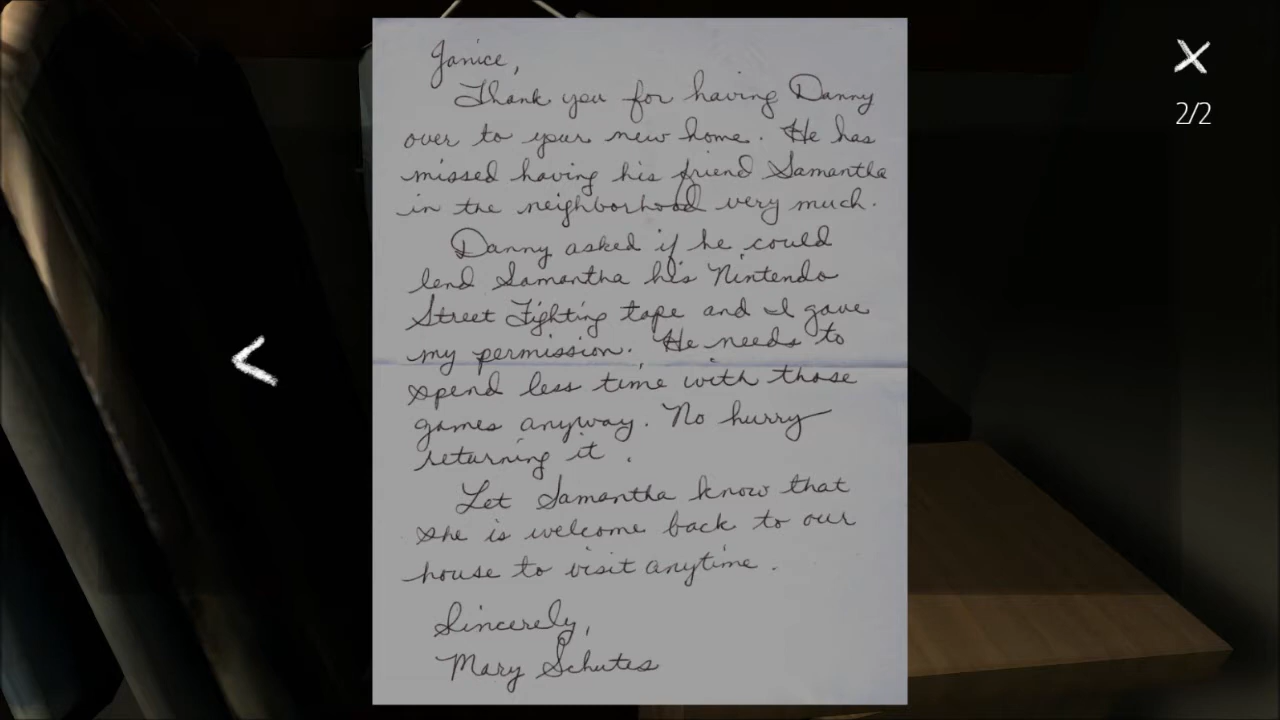 Janice,
Thank you for having Danny
over to your new home. He has
missed having his friend Samantha
in the neighborhood very much.
Danny asked if he could
lend Samantha his Nintendo
Street Fighting tape and I gave
my permission. He needs to
spend less time with those
games anyway. No hurry
returning it.
Let Samantha know that
she is welcome back to our
house to visit anytime.
Sincerely,
Mary Schutes
2/2